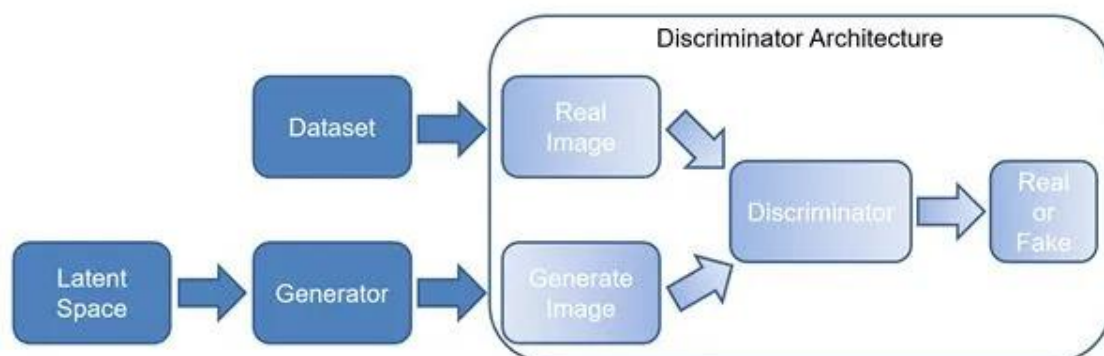 Discriminator Architecture
Dataset
Real
Image
Discriminator
Real
or
Fake
Latent
Space
Generator
Generate
Image